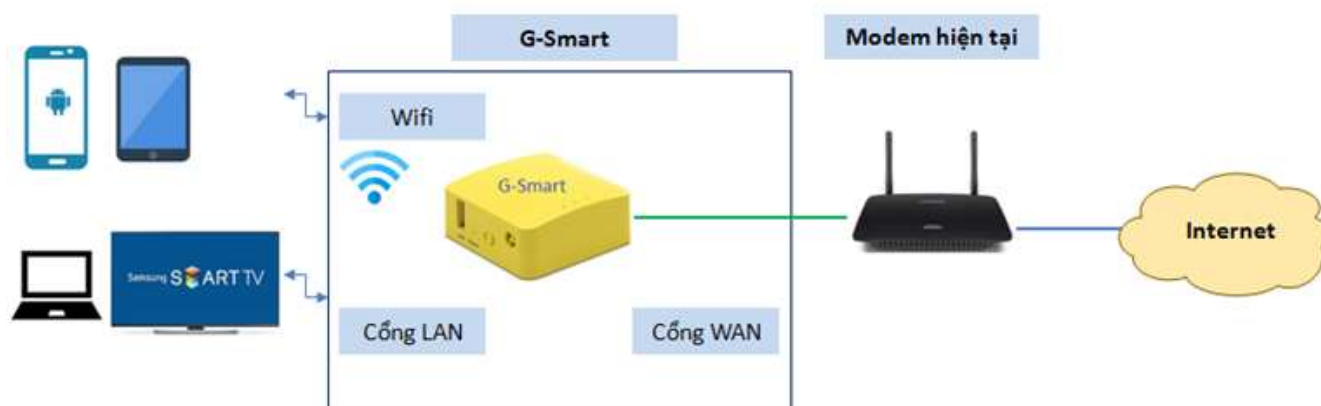 G-Smart
Modem hiện tại
Wifi
G-Smart
Internet
Samsung SMART TV
Cổng LAN
Cổng WAN